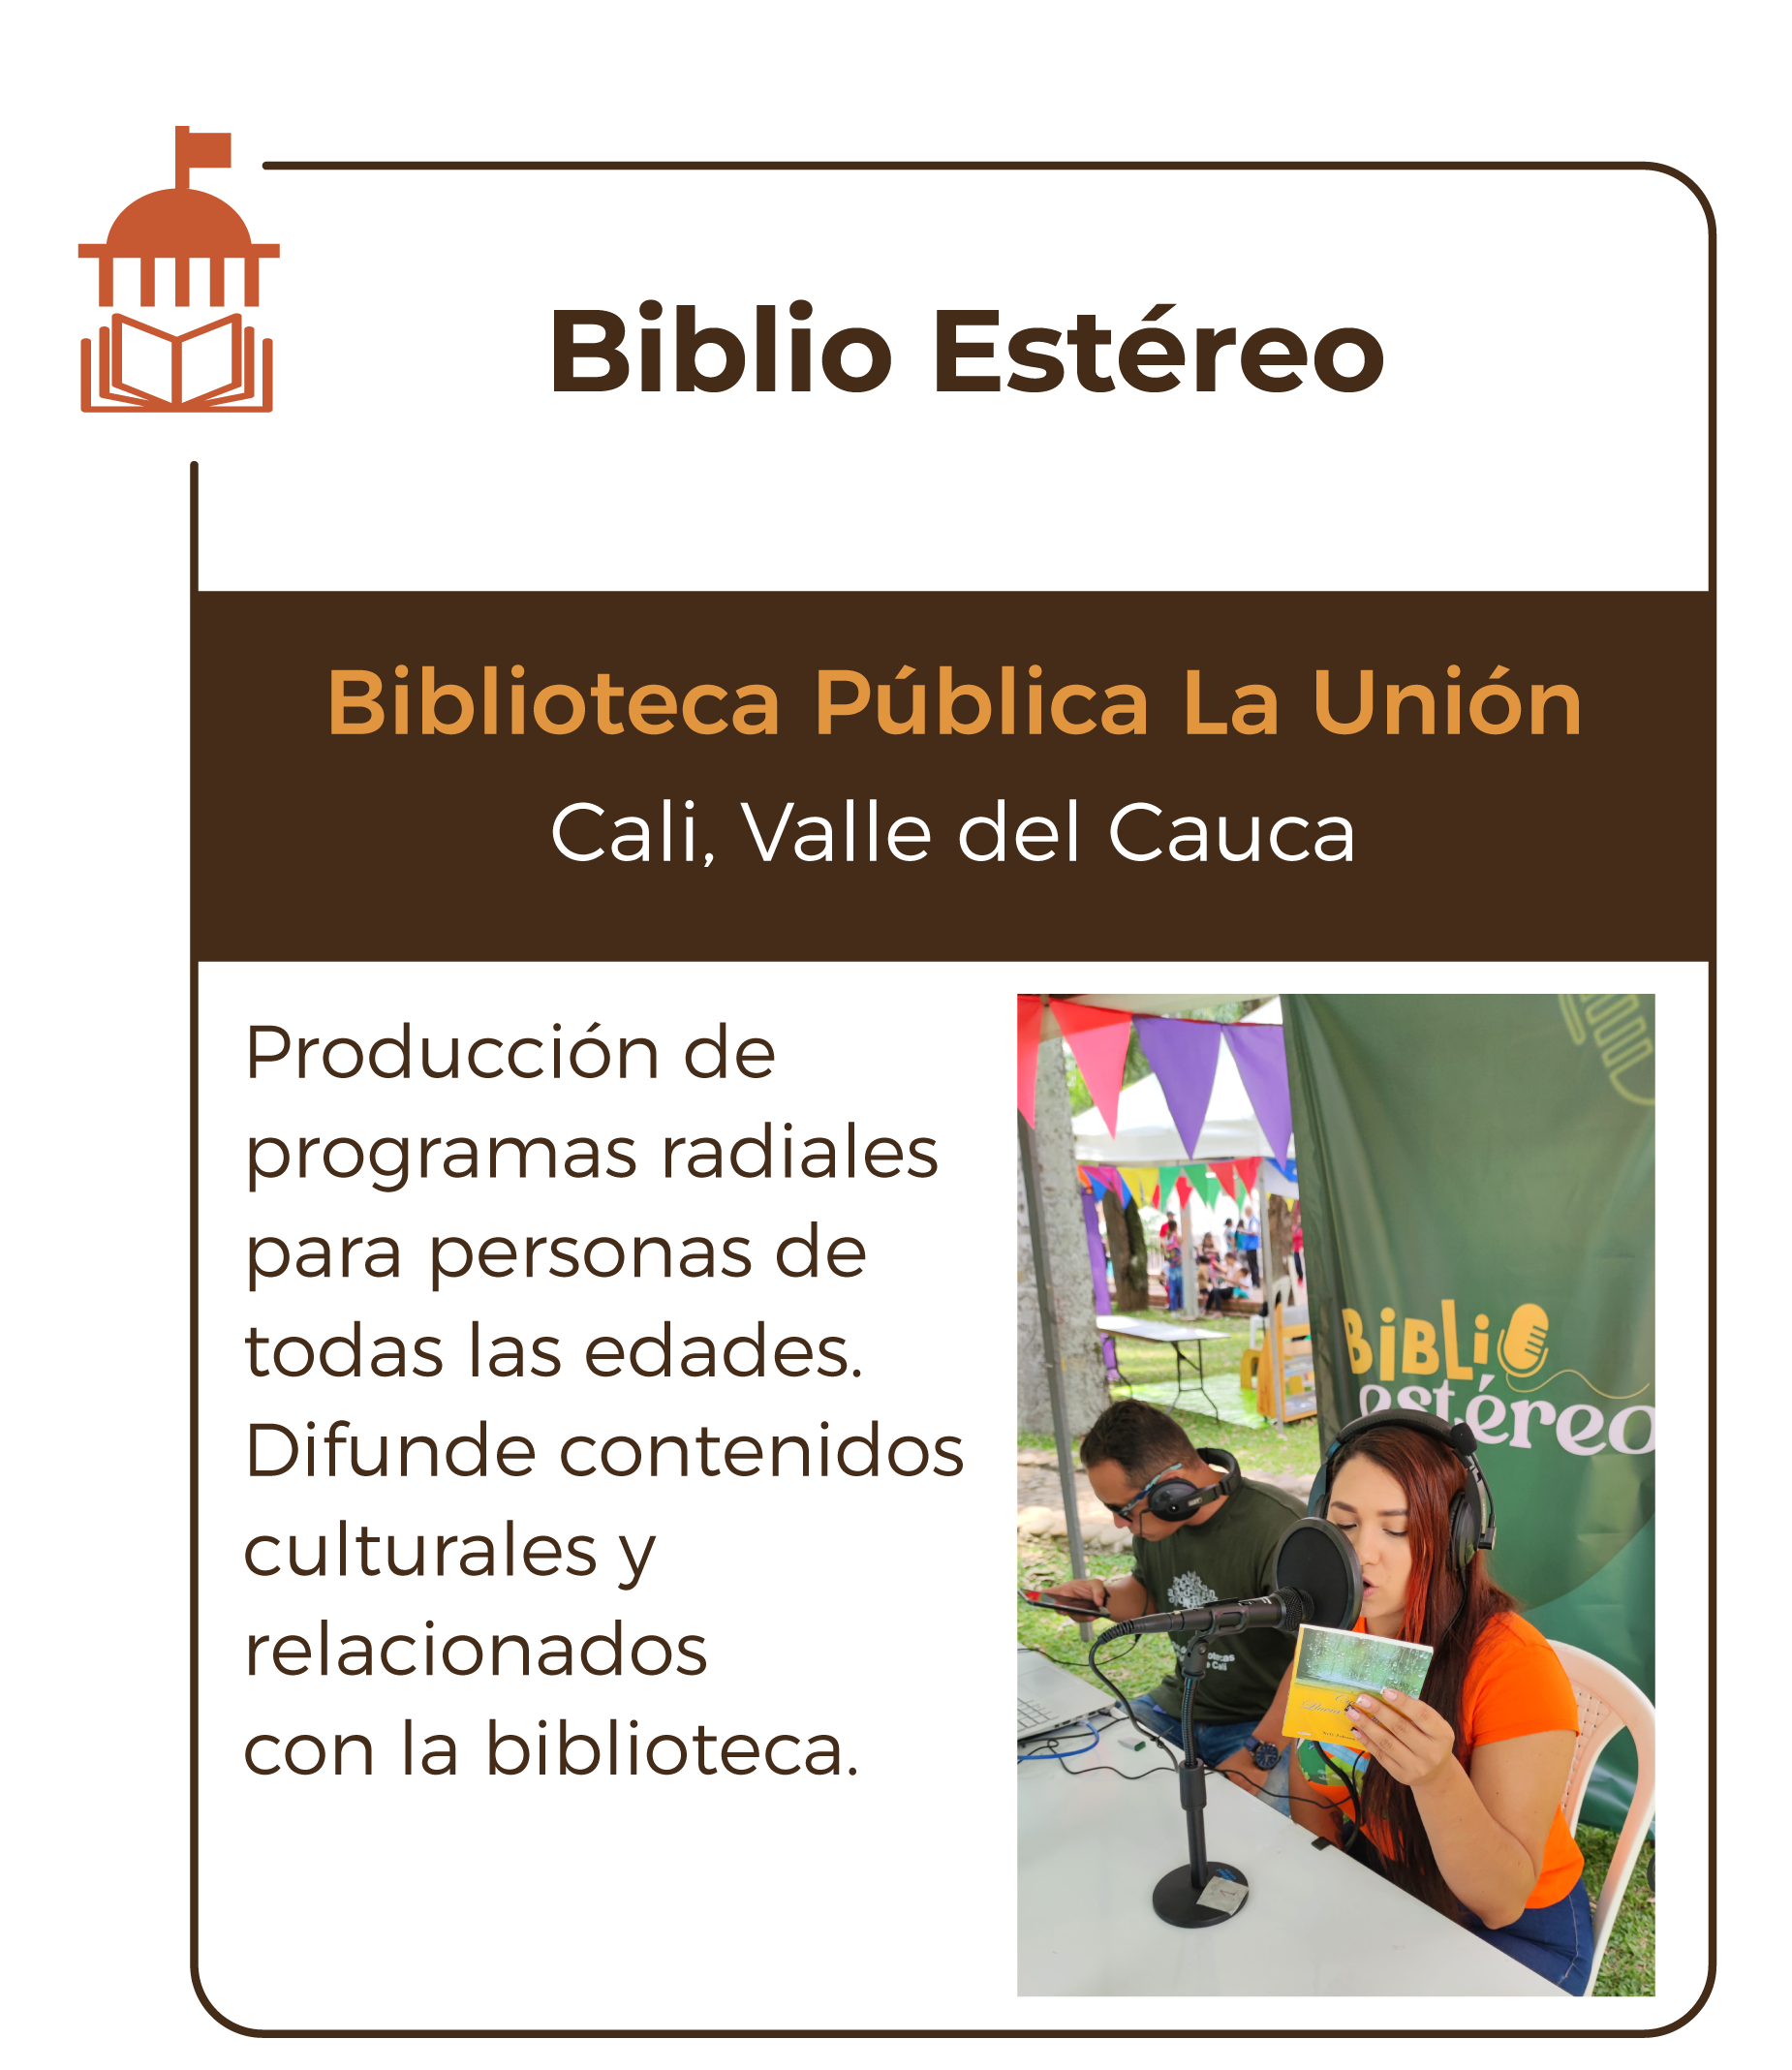 Biblio Estéreo
Biblioteca Pública La Unión
Cali, Valle del Cauca
Producción de
programas radiales
para personas de
todas las edades.
Difunde contenidos
culturales y
relacionados
con la biblioteca.
BiBLiO
estéreo